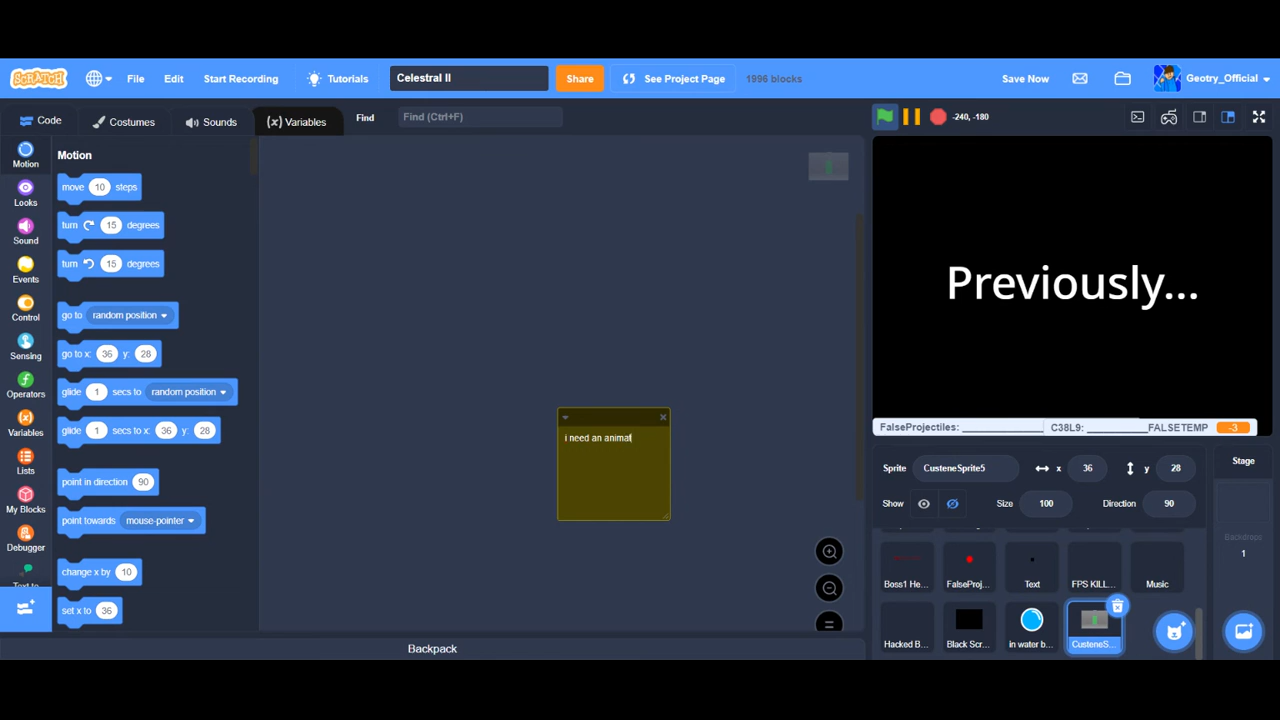 SCRATCH File Edit Start Recording Tutorials Celestral II Share See Project Page 1996 blocks Save Now Geotry_Official
Code Costumes Sounds (x) Variables Find Find (Ctrl+F) -240, -180
Motion
Looks
Sound
Events
Control
Sensing
Operators
Variables
Lists
My Blocks
Debugger
Text to
Motion
move 10 steps
turn 15 degrees
turn 15 degrees
go to random position
go to x: 36 y: 28
glide 1 secs to random position
glide 1 secs to x: 36 y: 28
point in direction 90
point towards mouse-pointer
change x by 10
set x to 36
i need an animat
Backpack
Previously...
FalseProjectiles: C38L9: FALSETEMP -3
Sprite CusteneSprite5 x 36 y 28
Show Size 100 Direction 90
Boss1 He... FalseProj... Text FPS KILL... Music
Hacked B... Black Scr... in water b... CusteneS...
Stage
Backdrops
1